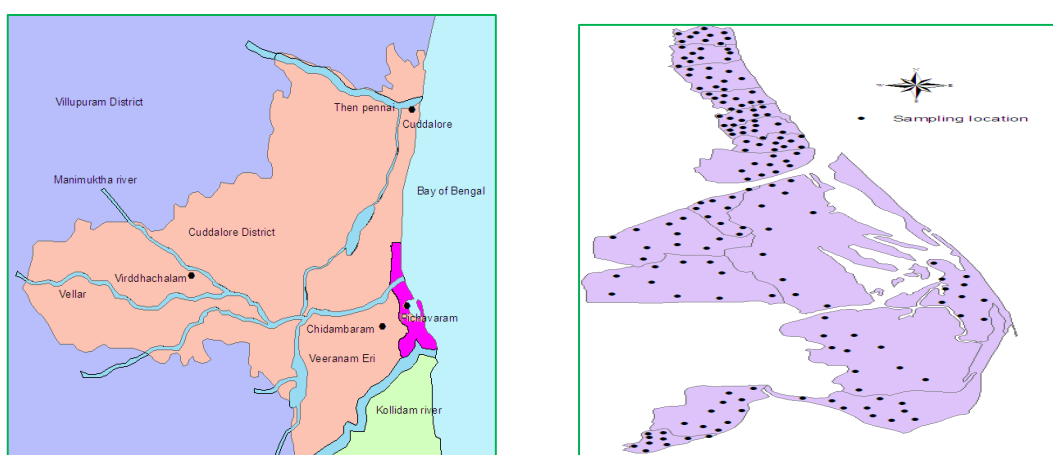 Villupuram District
Then pennai
Cuddalore
Manimuktha river
Bay of Bengal
Cuddalore District
Virddhachalam
Vellar
Pichavaram
Chidambaram
Veeranam Eri
Kollidam river
Sampling location